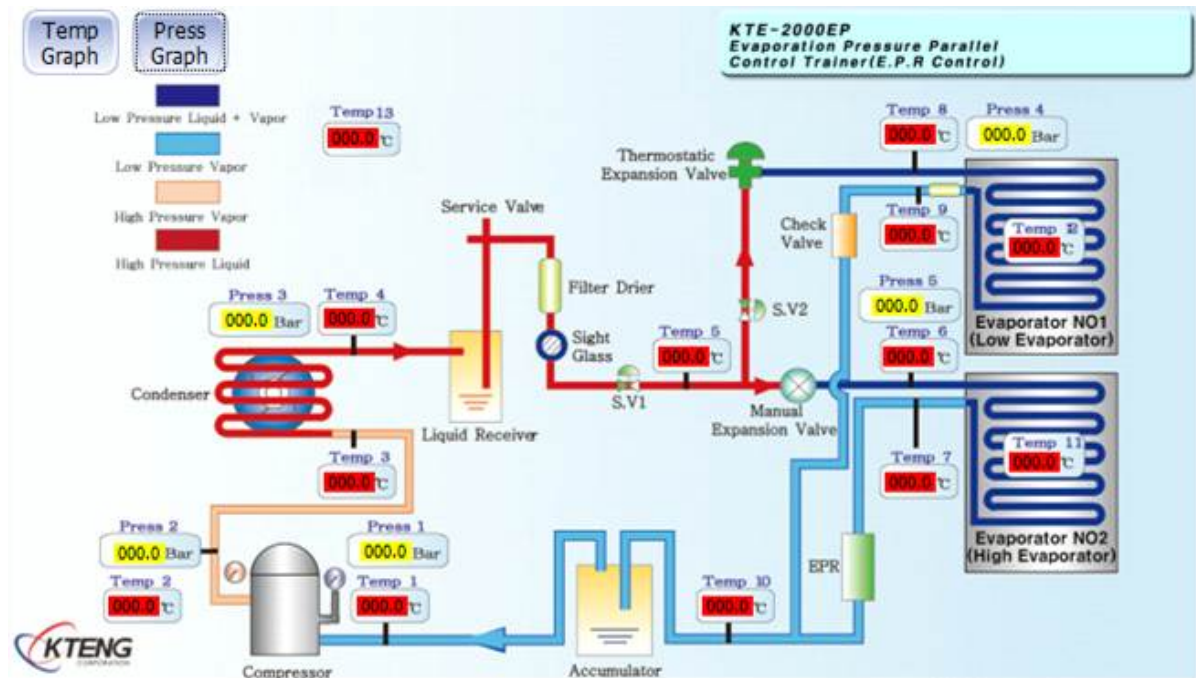 Temp
Graph
Press
Graph
KTE-2000EP
Evaporation Pressure Parallel
Control Trainer(E.P.R Control)
Low Pressure Liquid + Vapor
Low Pressure Vapor
High Pressure Vapor
High Pressure Liquid
Temp13
000.0 ℃
Temp 8
000.0 ℃
Press 4
000.0 Bar
Thermostatic
Expansion Valve
Service Valve
Temp 9
000.0 ℃
Check
Valve
Temp 12
000.0 ℃
Press 3
000.0 Bar
Temp 4
000.0 ℃
Filter Drier
S.V2
Press 5
000.0 Bar
Evaporator NO1
(Low Evaporator)
Sight
Glass
Temp 5
000.0 ℃
Temp 6
000.0 ℃
Condenser
S.V1
Manual
Expansion Valve
Liquid Receiver
Temp 3
000.0 ℃
Temp 7
000.0 ℃
Temp 11
000.0 ℃
Press 2
000.0 Bar
Press 1
000.0 Bar
Evaporator NO2
(High Evaporator)
EPR
Temp 2
000.0 ℃
Temp 1
000.0 ℃
Temp 10
000.0 ℃
KTENG
CORPORATION
Compressor
Accumulator